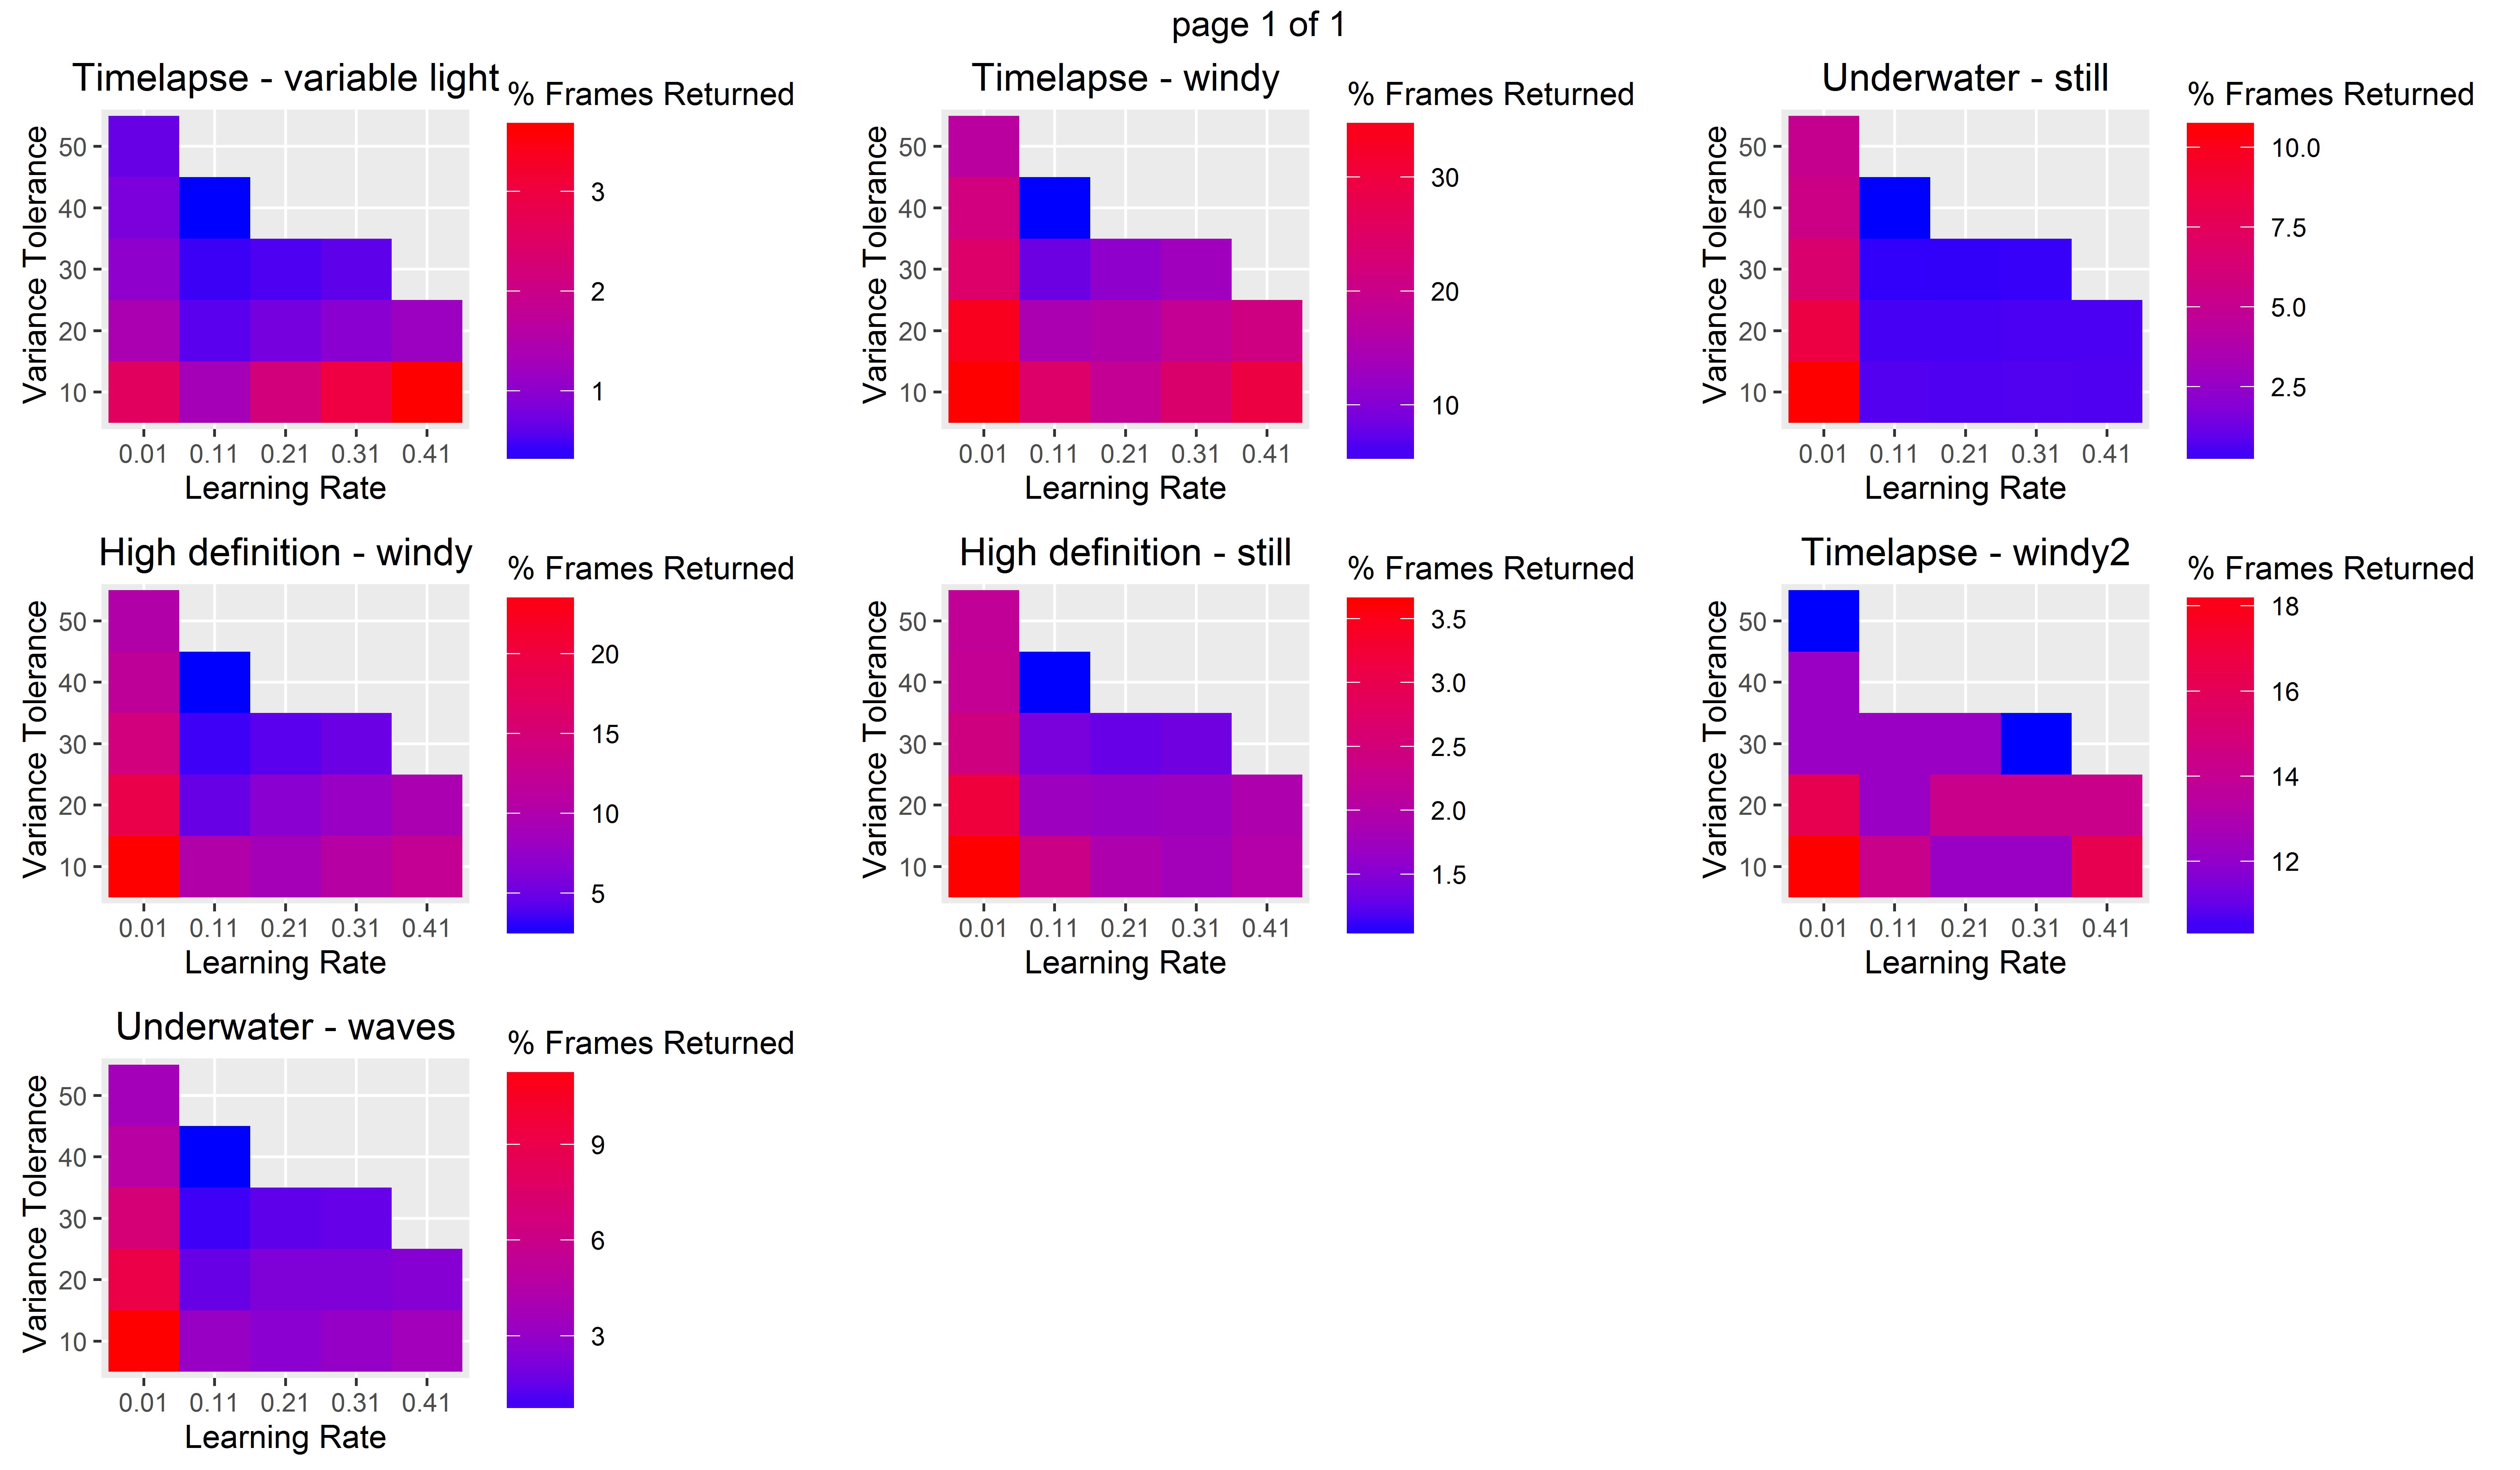 page 1 of 1
Timelapse - variable light
% Frames Returned
Variance Tolerance
50
40
30
20
10
0.01 0.11 0.21 0.31 0.41
Learning Rate
3
2
1
Timelapse - windy
% Frames Returned
Variance Tolerance
50
40
30
20
10
0.01 0.11 0.21 0.31 0.41
Learning Rate
30
20
10
Underwater - still
% Frames Returned
Variance Tolerance
50
40
30
20
10
0.01 0.11 0.21 0.31 0.41
Learning Rate
10.0
7.5
5.0
2.5
High definition - windy
% Frames Returned
Variance Tolerance
50
40
30
20
10
0.01 0.11 0.21 0.31 0.41
Learning Rate
20
15
10
5
High definition - still
% Frames Returned
Variance Tolerance
50
40
30
20
10
0.01 0.11 0.21 0.31 0.41
Learning Rate
3.5
3.0
2.5
2.0
1.5
Timelapse - windy2
% Frames Returned
Variance Tolerance
50
40
30
20
10
0.01 0.11 0.21 0.31 0.41
Learning Rate
18
16
14
12
Underwater - waves
% Frames Returned
Variance Tolerance
50
40
30
20
10
0.01 0.11 0.21 0.31 0.41
Learning Rate
9
6
3